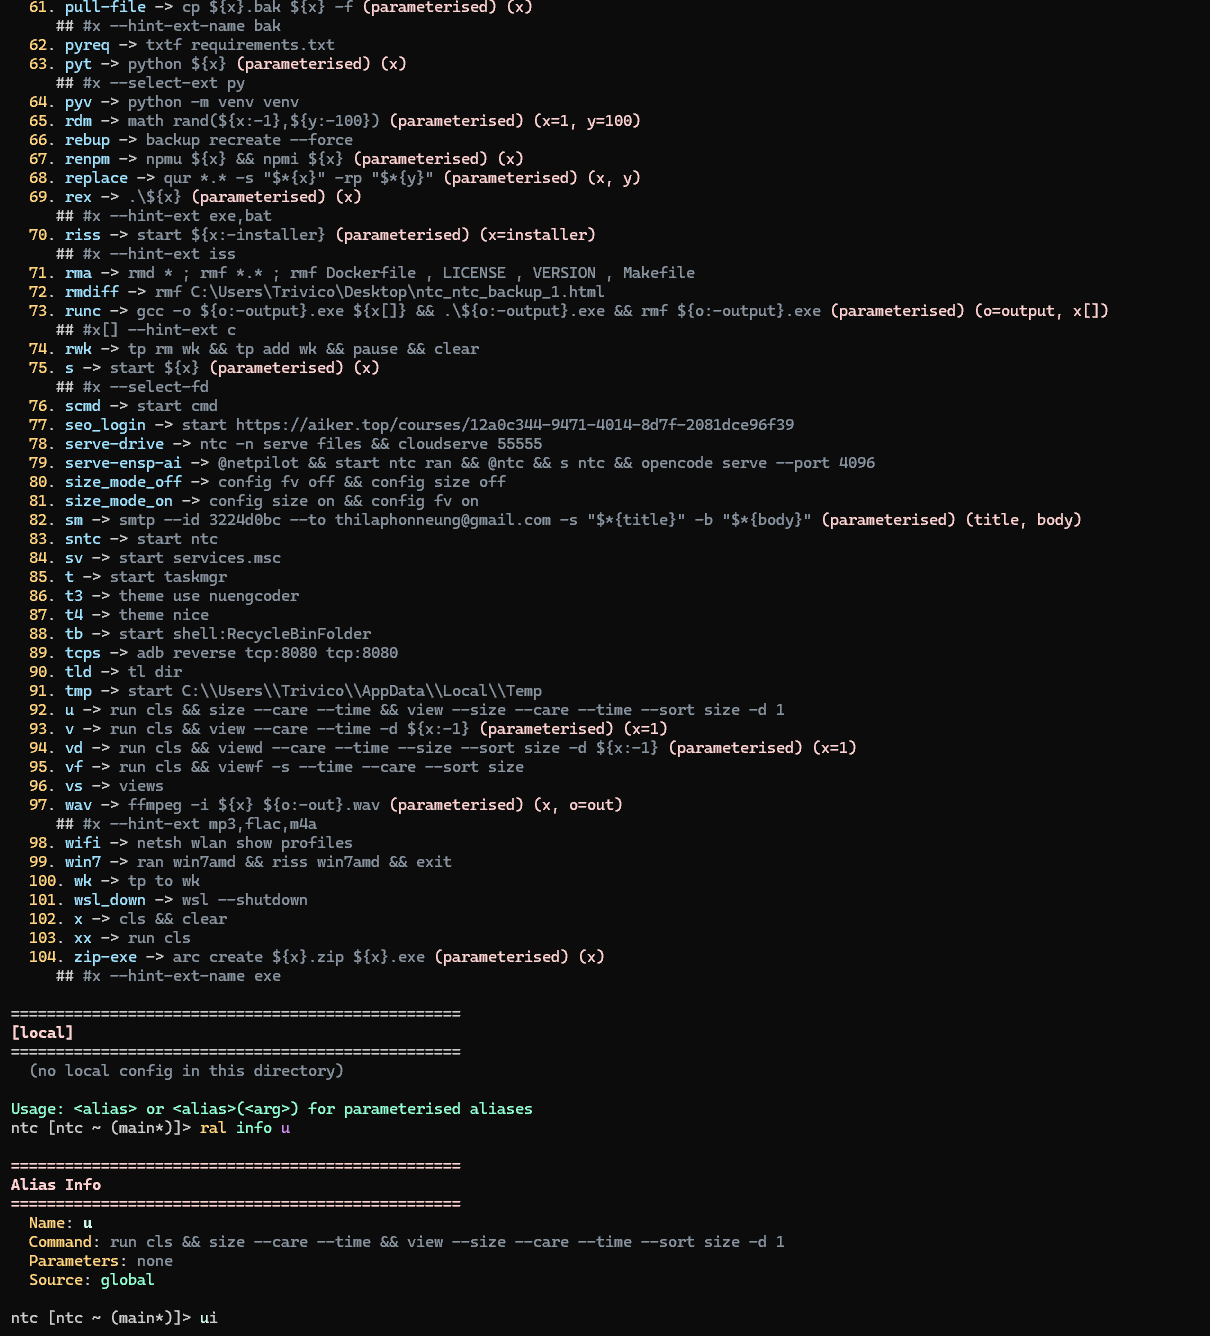 61. pull-file -> cp ${x}.bak ${x} -f (parameterised) (x)
## #x --hint-ext-name bak
62. pyreq -> txtf requirements.txt
63. pyt -> python ${x} (parameterised) (x)
## #x --select-ext py
64. pyv -> python -m venv venv
65. rdm -> math rand(${x:-1},${y:-100}) (parameterised) (x=1, y=100)
66. rebup -> backup recreate --force
67. renpm -> npmu ${x} && npmi ${x} (parameterised) (x)
68. replace -> qur *.* -s "$*{x}" -rp "$*{y}" (parameterised) (x, y)
69. rex -> .\${x} (parameterised) (x)
## #x --hint-ext exe,bat
70. riss -> start ${x:-installer} (parameterised) (x=installer)
## #x --hint-ext iss
71. rma -> rmd * ; rmf *.* ; rmf Dockerfile , LICENSE , VERSION , Makefile
72. rmdiff -> rmf C:\Users\Trivico\Desktop\ntc_ntc_backup_1.html
73. runc -> gcc -o ${o:-output}.exe ${x[]} && .\${o:-output}.exe && rmf ${o:-output}.exe (parameterised) (o=output, x[])
## #x[] --hint-ext c
74. rwk -> tp rm wk && tp add wk && pause && clear
75. s -> start ${x} (parameterised) (x)
## #x --select-fd
76. scmd -> start cmd
77. seo_login -> start https://aiker.top/courses/12a0c344-9471-4014-8d7f-2081dce96f39
78. serve-drive -> ntc -n serve files && cloudserve 55555
79. serve-ensp-ai -> @netpilot && start ntc ran && @ntc && s ntc && opencode serve --port 4096
80. size_mode_off -> config fv off && config size off
81. size_mode_on -> config size on && config fv on
82. sm -> smtp --id 3224d0bc --to thilaphonneung@gmail.com -s "$*{title}" -b "$*{body}" (parameterised) (title, body)
83. sntc -> start ntc
84. sv -> start services.msc
85. t -> start taskmgr
86. t3 -> theme use nuengcoder
87. t4 -> theme nice
88. tb -> start shell:RecycleBinFolder
89. tcps -> adb reverse tcp:8080 tcp:8080
90. tld -> tl dir
91. tmp -> start C:\\Users\\Trivico\\AppData\\Local\\Temp
92. u -> run cls && size --care --time && view --size --care --time --sort size -d 1
93. v -> run cls && view --care --time -d ${x:-1} (parameterised) (x=1)
94. vd -> run cls && viewd --care --time --size --sort size -d ${x:-1} (parameterised) (x=1)
95. vf -> run cls && viewf -s --time --care --sort size
96. vs -> views
97. wav -> ffmpeg -i ${x} ${o:-out}.wav (parameterised) (x, o=out)
## #x --hint-ext mp3,flac,m4a
98. wifi -> netsh wlan show profiles
99. win7 -> ran win7amd && riss win7amd && exit
100. wk -> tp to wk
101. wsl_down -> wsl --shutdown
102. x -> cls && clear
103. xx -> run cls
104. zip-exe -> arc create ${x}.zip ${x}.exe (parameterised) (x)
## #x --hint-ext-name exe
==================================================
[local]
==================================================
(no local config in this directory)
Usage: <alias> or <alias>(<arg>) for parameterised aliases
ntc [ntc ~ (main*)]> ral info u
==================================================
Alias Info
==================================================
Name: u
Command: run cls && size --care --time && view --size --care --time --sort size -d 1
Parameters: none
Source: global
ntc [ntc ~ (main*)]> ui